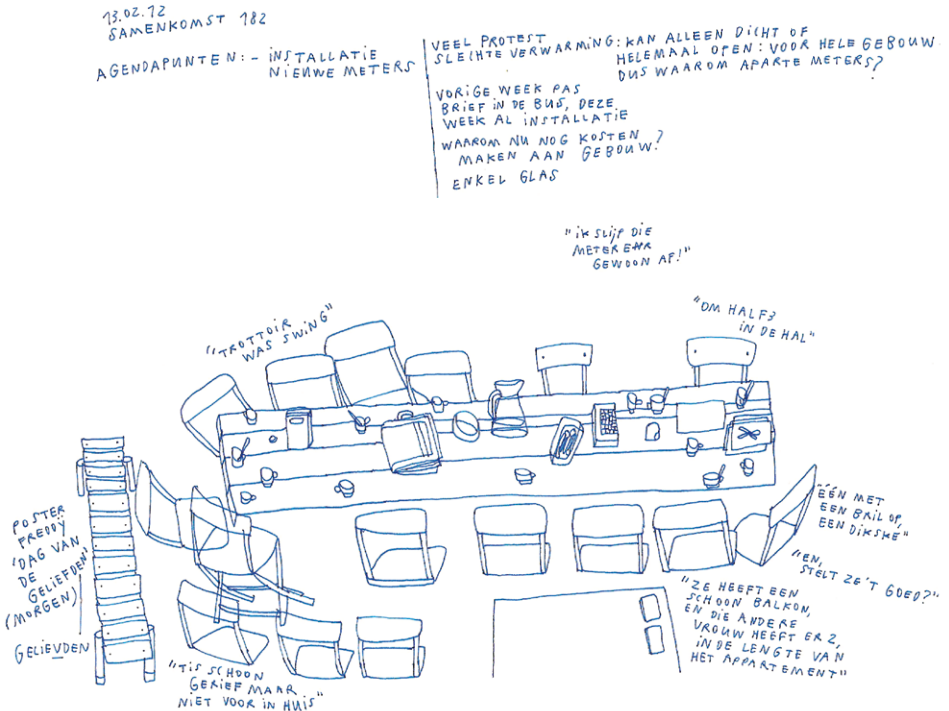 13.02.12
SAMENKOMST 182
AGENDAPUNTEN: - INSTALLATIE
NIEUWE METERS
VEEL PROTEST
SLECHTE VERWARMING: KAN ALLEEN DICHT OF
HELEMAAL OPEN: VOOR HELE GEBOUW.
DUS WAAROM APARTE METERS?
VORIGE WEEK PAS
BRIEF IN DE BUS, DEZE
WEEK AL INSTALLATIE
WAAROM NU NOG KOSTEN
MAKEN AAN GEBOUW?
ENKEL GLAS
"IK SLIJP DIE
METER ER
GEWOON AF!"
"TROTTOIR
WAS SWING"
"OM HALF3
IN DE HAL"
POSTER
FREDDY
'DAG VAN
DE
GELIEFDEN'
(MORGEN)
GELIEVDEN
"TIS SCHOON
GERIEF MAAR
NIET VOOR IN HUIS"
ÉÉN MET
EEN BRIL OP,
EEN DIKSKE"
"EN,
STELT ZE 'T GOED?"
"ZE HEEFT EEN
SCHOON BALKON,
EN DIE ANDERE
VROUW HEEFT ER 2,
IN DE LENGTE VAN
HET APPARTEMENT"